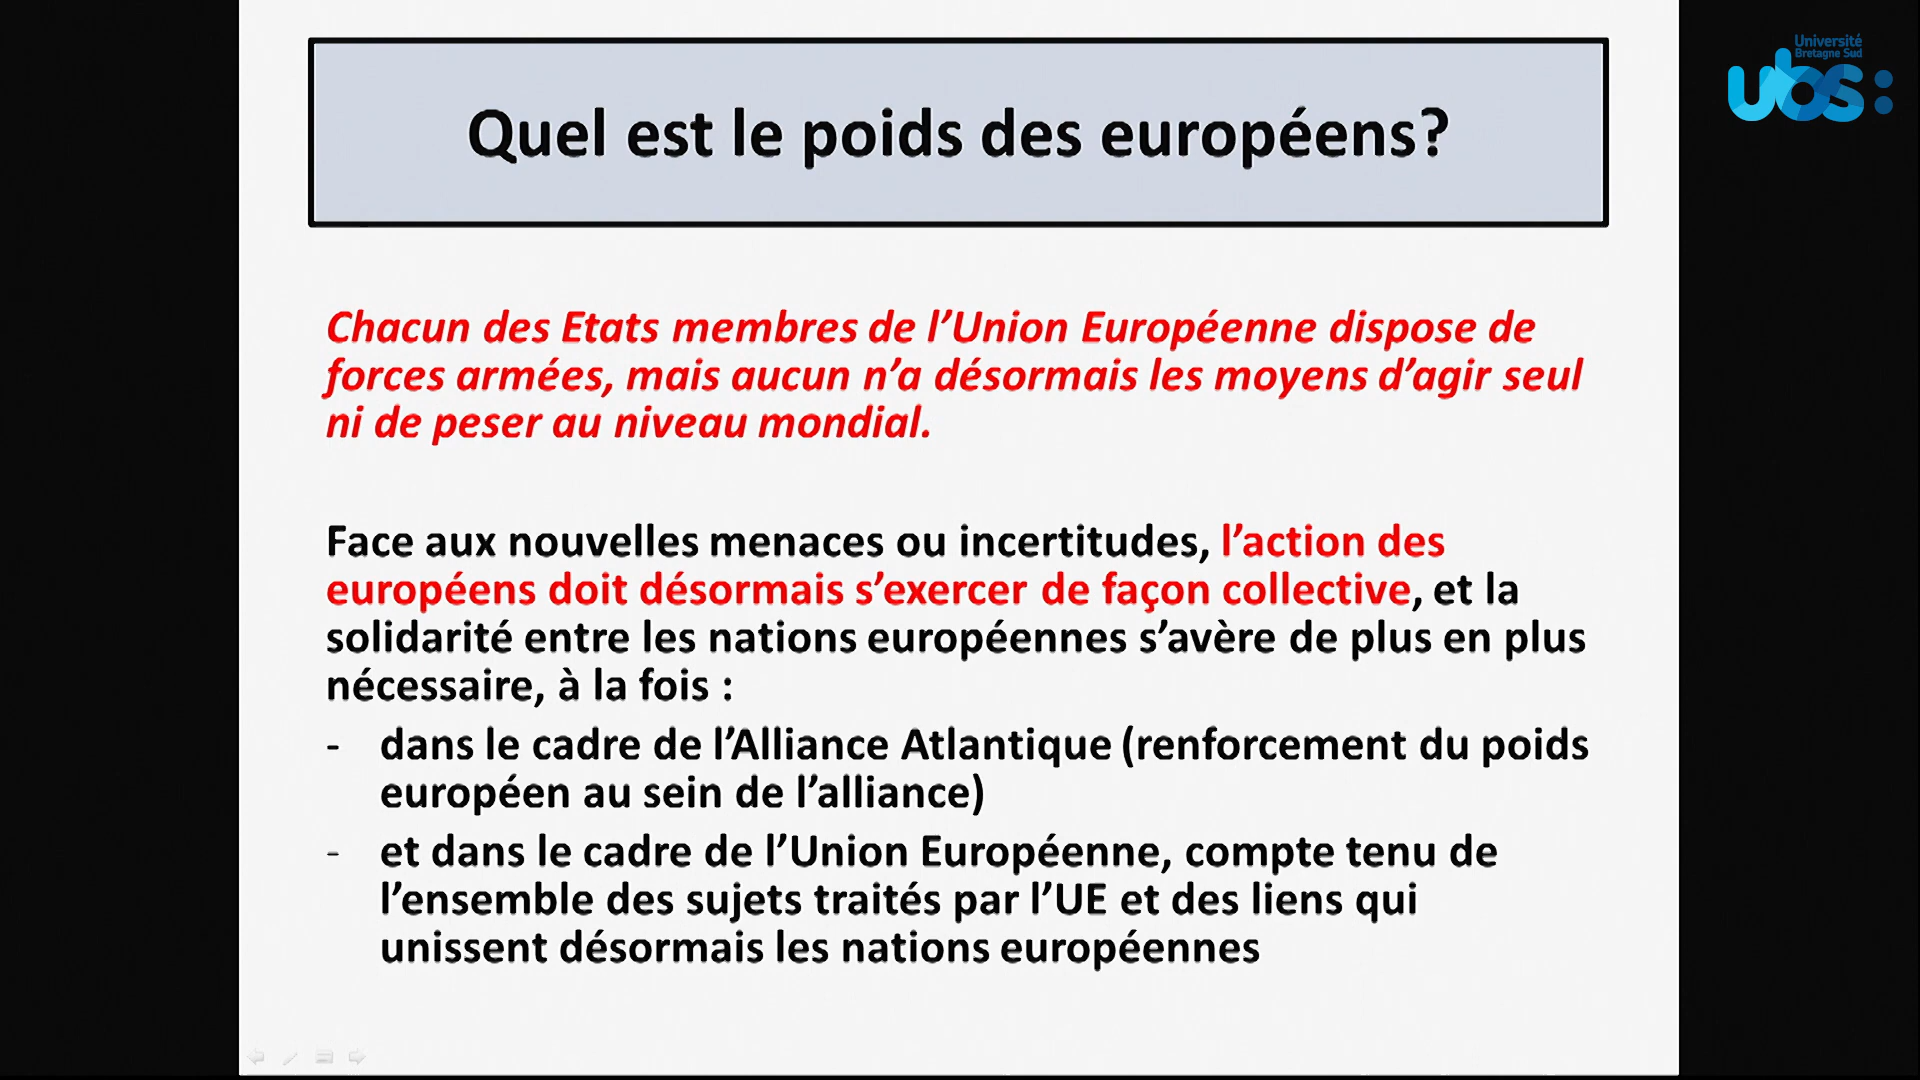 Université
Bretagne Sud
ubs:
Quel est le poids des européens?
Chacun des Etats membres de l’Union Européenne dispose de
forces armées, mais aucun n’a désormais les moyens d’agir seul
ni de peser au niveau mondial.
Face aux nouvelles menaces ou incertitudes, l’action des
européens doit désormais s’exercer de façon collective, et la
solidarité entre les nations européennes s’avère de plus en plus
nécessaire, à la fois :
- dans le cadre de l’Alliance Atlantique (renforcement du poids
européen au sein de l’alliance)
- et dans le cadre de l’Union Européenne, compte tenu de
l’ensemble des sujets traités par l’UE et des liens qui
unissent désormais les nations européennes